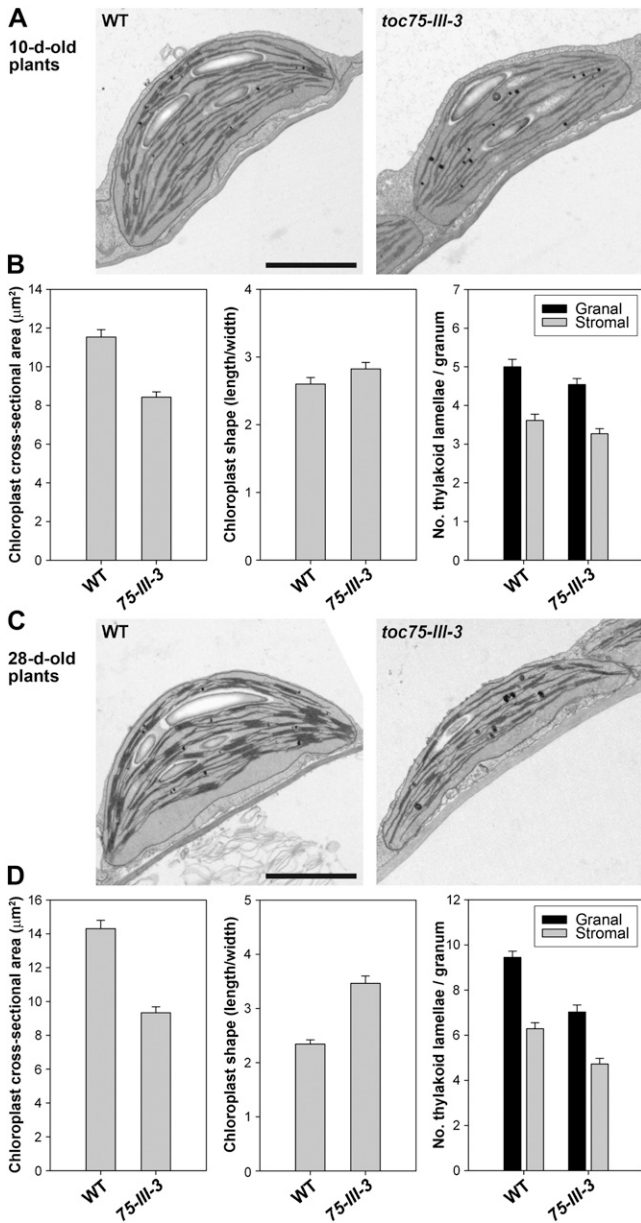 A
WT
toc75-III-3
10-d-old
plants
B
Chloroplast cross-sectional area (µm²)
14
12
10
8
6
4
2
0
WT
75-III-3
Chloroplast shape (length/width)
4
3
2
1
0
WT
75-III-3
No. thylakoid lamellae / granum
7
6
5
4
3
2
1
0
Granal
Stromal
WT
75-III-3
C
WT
toc75-III-3
28-d-old
plants
D
Chloroplast cross-sectional area (µm²)
16
14
12
10
8
6
4
2
0
WT
75-III-3
Chloroplast shape (length/width)
5
4
3
2
1
0
WT
75-III-3
No. thylakoid lamellae / granum
12
10
8
6
4
2
0
Granal
Stromal
WT
75-III-3